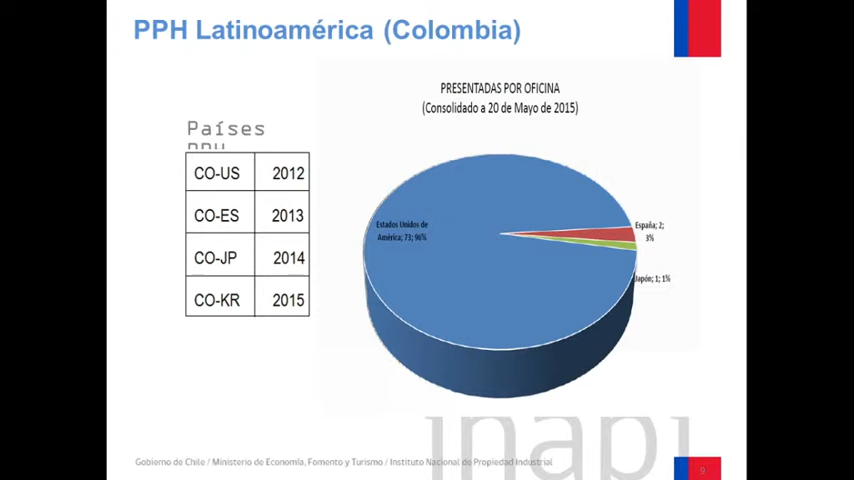 PPH Latinoamérica (Colombia)
PRESENTADAS POR OFICINA
(Consolidado a 20 de Mayo de 2015)
Países
PPH
CO-US 2012
CO-ES 2013
CO-JP 2014
CO-KR 2015
Estados Unidos de
América; 73; 96%
España; 2;
3%
Japón; 1; 1%
inapi
Gobierno de Chile / Ministerio de Economía, Fomento y Turismo / Instituto Nacional de Propiedad Industrial
9